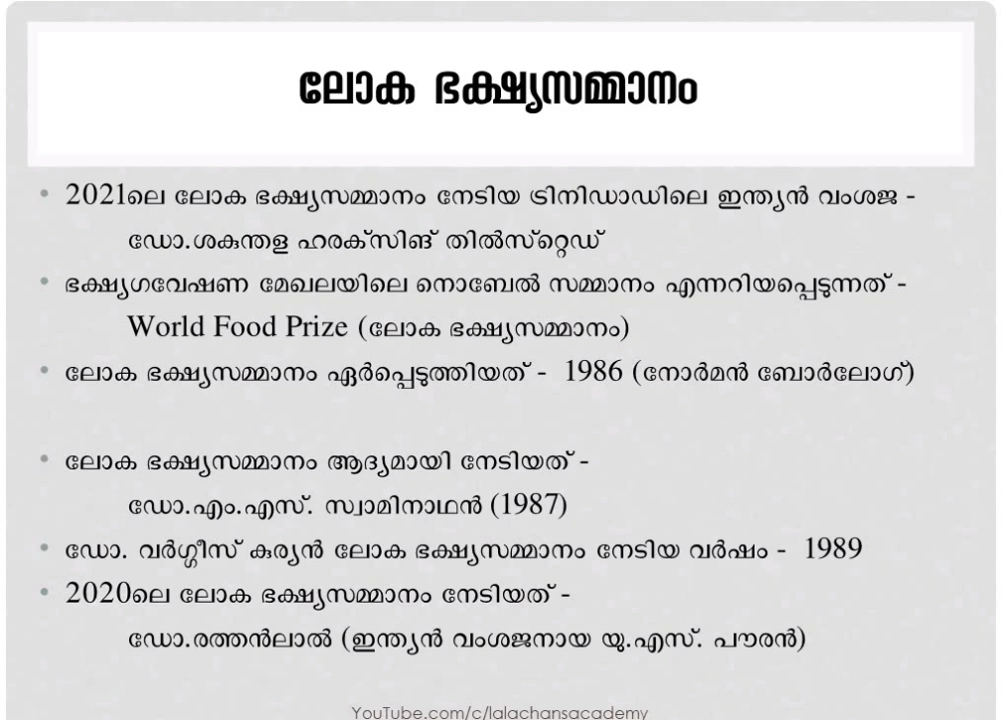 ലോക ഭക്ഷ്യസമ്മാനം
• 2021ലെ ലോക ഭക്ഷ്യസമ്മാനം നേടിയ ട്രിനിഡാഡിലെ ഇന്ത്യൻ വംശജ -
ഡോ.ശകുന്തള ഹരക്സിങ് തിൽസ്റ്റെഡ്
• ഭക്ഷ്യഗവേഷണ മേഖലയിലെ നൊബേൽ സമ്മാനം എന്നറിയപ്പെടുന്നത് -
World Food Prize (ലോക ഭക്ഷ്യസമ്മാനം)
• ലോക ഭക്ഷ്യസമ്മാനം ഏർപ്പെടുത്തിയത് - 1986 (നോർമൻ ബോർലോഗ്)
• ലോക ഭക്ഷ്യസമ്മാനം ആദ്യമായി നേടിയത് -
ഡോ.എം.എസ്. സ്വാമിനാഥൻ (1987)
• ഡോ. വർഗ്ഗീസ് കുര്യൻ ലോക ഭക്ഷ്യസമ്മാനം നേടിയ വർഷം - 1989
• 2020ലെ ലോക ഭക്ഷ്യസമ്മാനം നേടിയത് -
ഡോ.രത്തൻലാൽ (ഇന്ത്യൻ വംശജനായ യു.എസ്. പൗരൻ)
YouTube.com/c/lalachansacademy